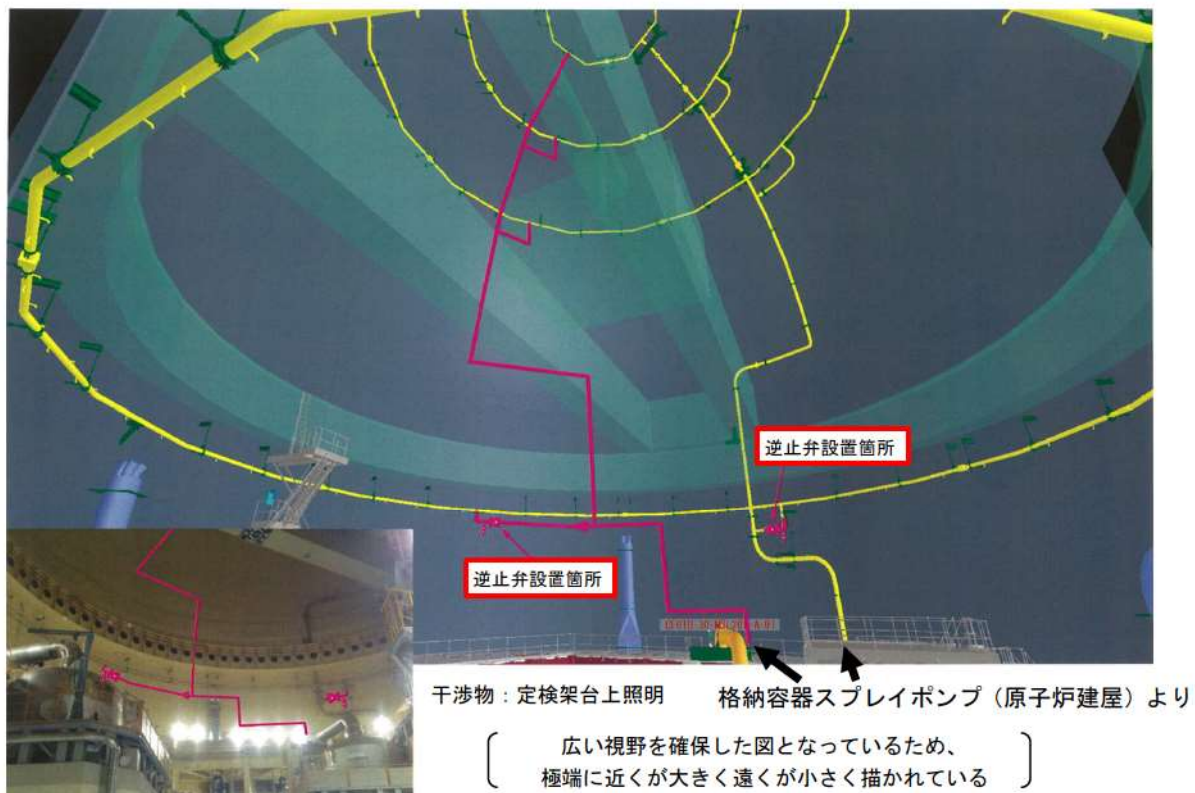 逆止弁設置箇所
逆止弁設置箇所
干渉物：定検架台上照明
格納容器スプレイポンプ（原子炉建屋）より
広い視野を確保した図となっているため、
極端に近くが大きく遠くが小さく描かれている